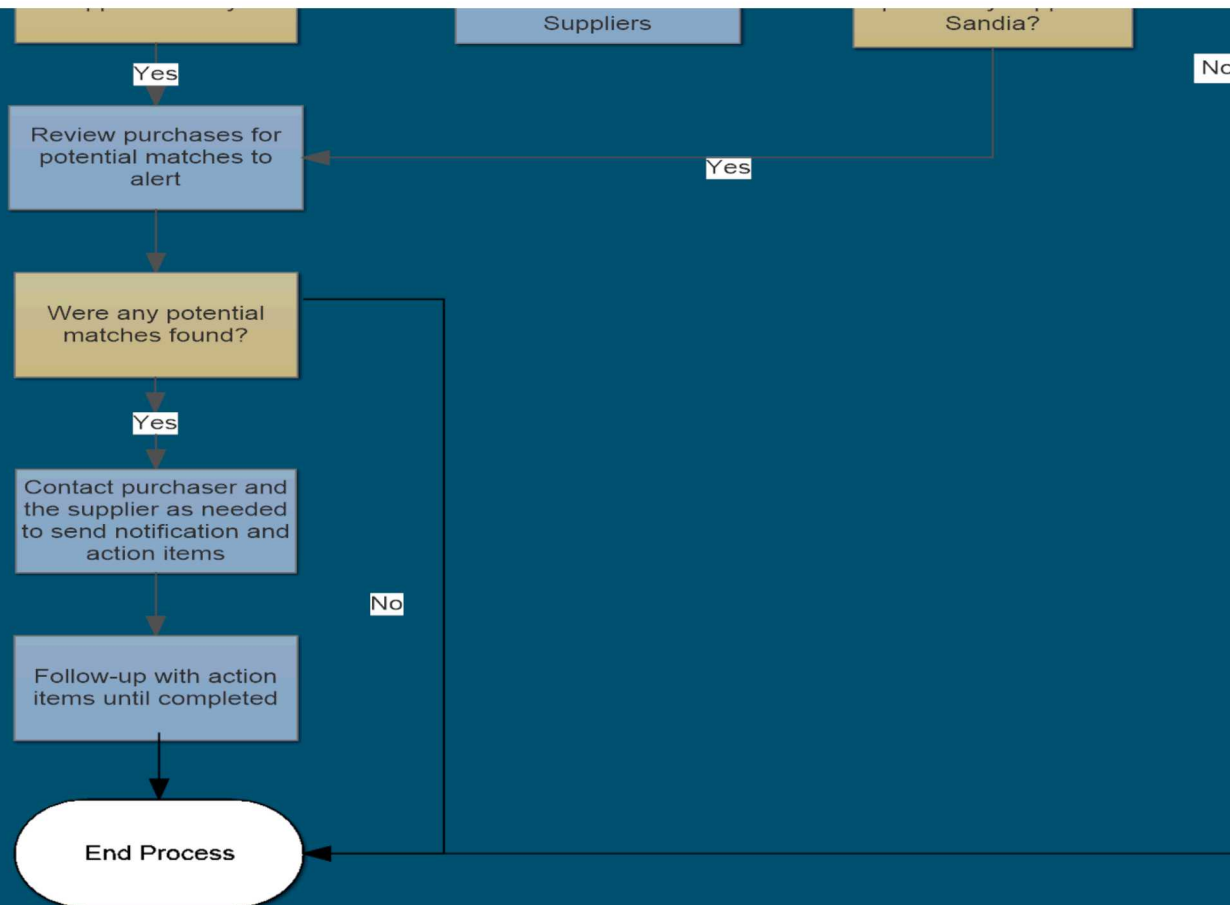 Suppliers
Sandia?
Yes
No
Review purchases for
potential matches to
alert
Yes
Were any potential
matches found?
Yes
Contact purchaser and
the supplier as needed
to send notification and
action items
No
Follow-up with action
items until completed
End Process